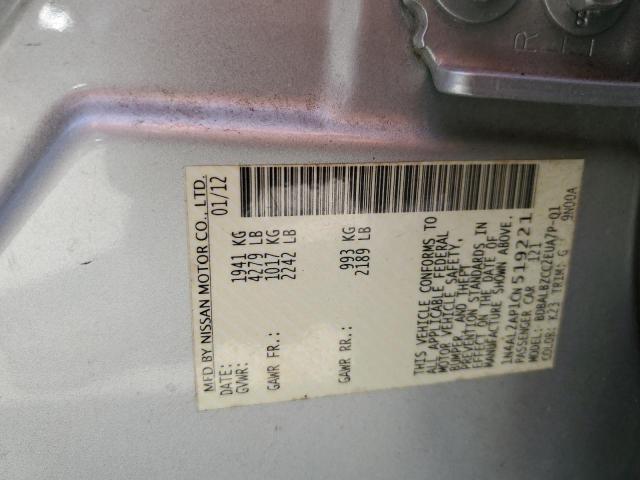 MFD BY NISSAN MOTOR CO., LTD.
DATE: 01/12
GVWR: 1941 KG
4279 LB
GAWR FR.: 1017 KG
2242 LB
GAWR RR.: 993 KG
2189 LB
THIS VEHICLE CONFORMS TO
ALL APPLICABLE FEDERAL
MOTOR VEHICLE SAFETY,
BUMPER, AND THEFT
PREVENTION STANDARDS IN
EFFECT ON THE DATE OF
MANUFACTURE SHOWN ABOVE.
1N4AL2AP1CN519221
PASSENGER CAR 121
MODEL: BDBALBZCC2EUA7P-01
COLOR: K23 TRIM: G 9N00A
R